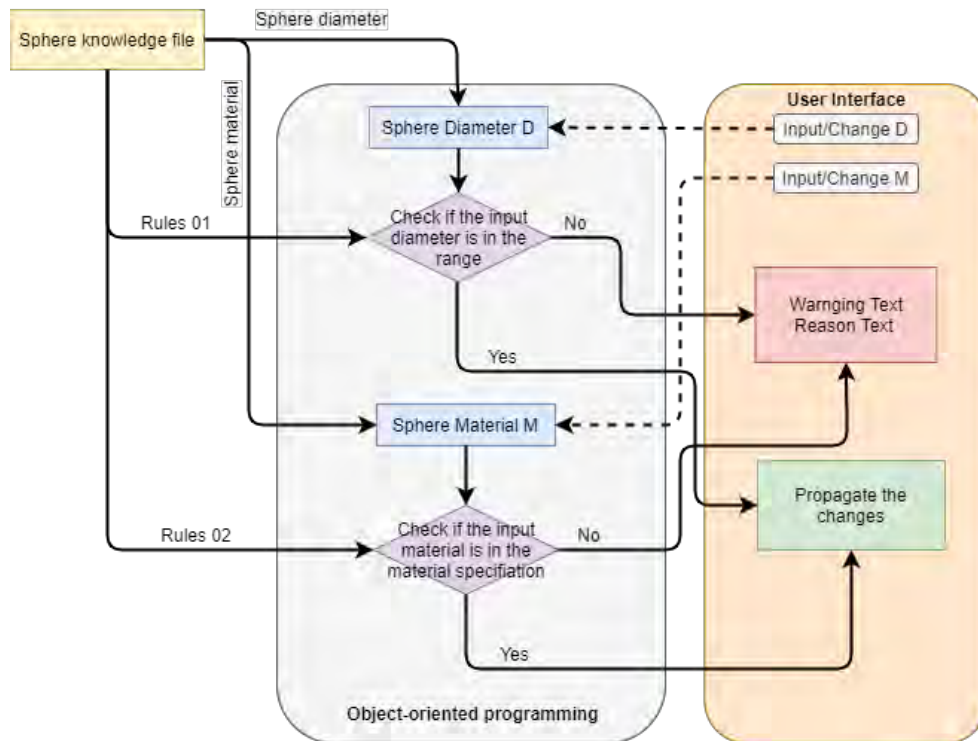 Sphere diameter
Sphere knowledge file
Sphere material
User Interface
Sphere Diameter D
Input/Change D
Input/Change M
Check if the input
diameter is in the
range
No
Rules 01
Warnging Text
Reason Text
Yes
Sphere Material M
Propagate the
changes
Check if the input
material is in the
material specifiation
No
Rules 02
Yes
Object-oriented programming